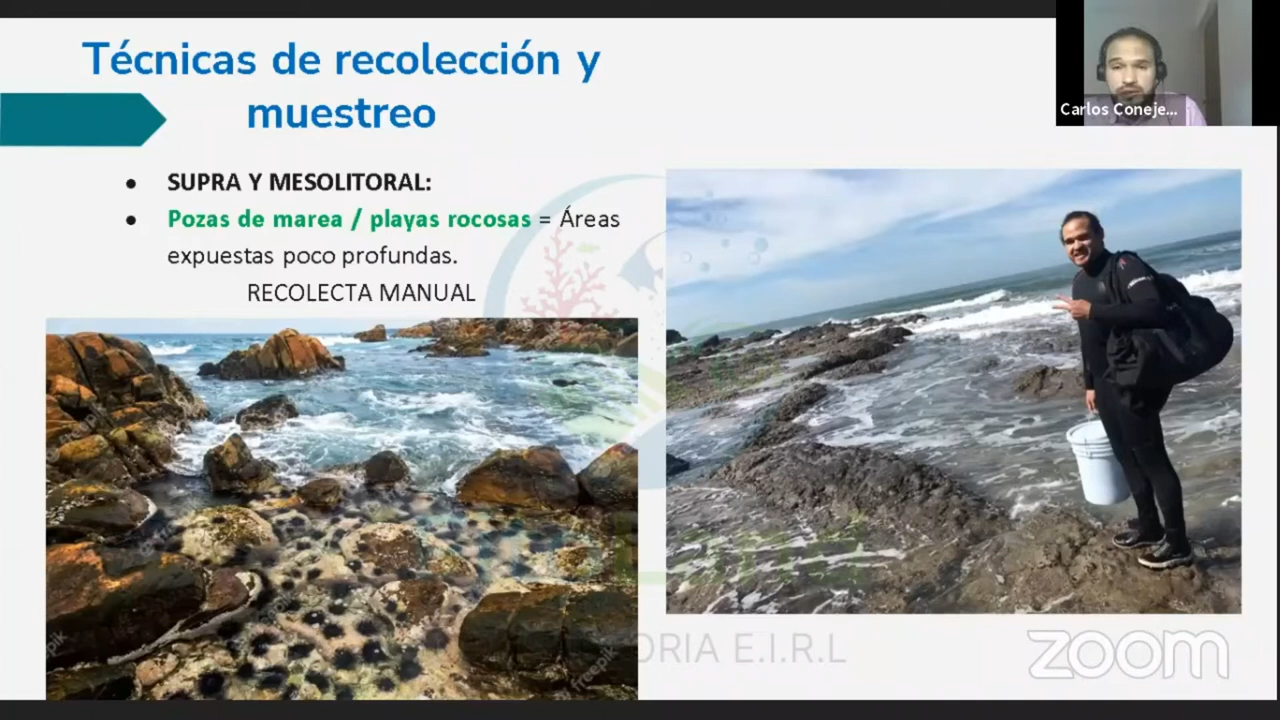 Técnicas de recolección y
muestreo
Carlos Coneje...
• SUPRA Y MESOLITORAL:
• Pozas de marea / playas rocosas = Áreas
expuestas poco profundas.
RECOLECTA MANUAL
ORIA E.I.R.L
zoom
freepik